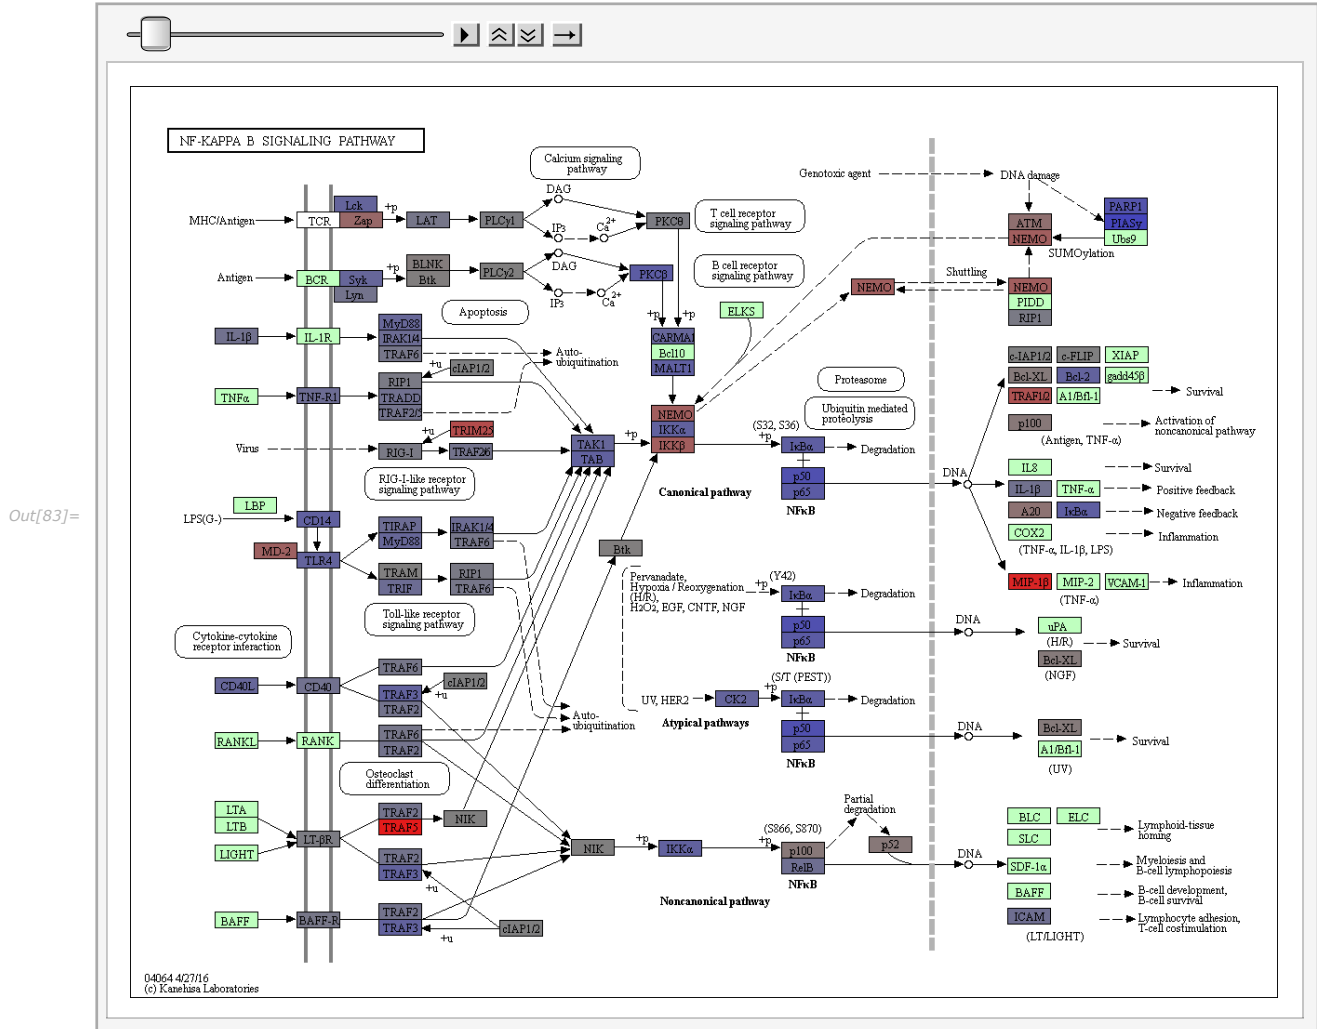 NF-KAPPA B SIGNALING PATHWAY
Calcium signaling
pathway
Genotoxic agent
DNA damage
MHC/Antigen
TCR
Lck
Zap
+p
LAT
PLCγ1
DAG
IP3
Ca2+
PKCθ
T cell receptor
signaling pathway
ATM
NEMO
PARP1
PIASy
Ubs9
SUMOylation
Antigen
BCR
Syk
Lyn
+p
BLNK
Btk
PLCγ2
DAG
IP3
Ca2+
PKCβ
B cell receptor
signaling pathway
NEMO
Shuttling
NEMO
PIDD
RIP1
Apoptosis
+p
+p
ELKS
IL-1β
IL-1R
MyD88
IRAK1/4
TRAF6
Auto-
ubiquitination
CARMA1
Bcl10
MALT1
c-IAP1/2
c-FLIP
XIAP
Bcl-XL
Bcl-2
gadd45β
TRAF1/2
A1/Bfl-1
Survival
TNFα
TNF-R1
RIP1
TRADD
TRAF2/5
+u
cIAP1/2
Proteasome
Ubiquitin mediated
proteolysis
p100
Activation of
noncanonical pathway
(Antigen, TNF-α)
Virus
RIG-I
+u
TRIM25
TRAF2/6
TAK1
TAB
+p
NEMO
IKKα
IKKβ
(S32, S36)
+p
IκBα
Degradation
p50
p65
NFκB
Canonical pathway
DNA
IL8
Survival
IL-1β
TNF-α
Positive feedback
A20
IκBα
Negative feedback
COX2
Inflammation
(TNF-α, IL-1β, LPS)
RIG-I-like receptor
signaling pathway
LBP
Out[83]=
LPS(G-)
CD14
MD-2
TLR4
TIRAP
MyD88
IRAK1/4
TRAF6
TRAM
TRIF
RIP1
TRAF6
Btk
Toll-like receptor
signaling pathway
Pervanadate,
Hypoxia / Reoxygenation
(H/R),
H2O2, EGF, CNTF, NGF
+p
(Y42)
IκBα
Degradation
p50
p65
NFκB
MIP-1β
MIP-2
VCAM-1
Inflammation
(TNF-α)
DNA
uPA
(H/R)
Bcl-XL
(NGF)
Survival
Cytokine-cytokine
receptor interaction
CD40L
CD40
TRAF6
TRAF3
TRAF2
cIAP1/2
+u
Auto-
ubiquitination
UV, HER2
CK2
+p
(S/T (PEST))
IκBα
Degradation
Atypical pathways
p50
p65
NFκB
DNA
Bcl-XL
A1/Bfl-1
(UV)
Survival
RANKL
RANK
TRAF6
TRAF2
Osteoclast
differentiation
LTA
LTB
LIGHT
LT-βR
TRAF2
TRAF5
NIK
TRAF2
TRAF3
+u
NIK
+p
IKKα
+p
(S866, S870)
Partial
degradation
p100
RelB
NFκB
p52
Noncanonical pathway
DNA
BLC
ELC
SLC
Lymphoid-tissue
homing
SDF-1α
Myeloiesis and
B-cell lymphopoiesis
BAFF
B-cell development,
B-cell survival
ICAM
Lymphocyte adhesion,
T-cell costimulation
(LT/LIGHT)
BAFF
BAFF-R
TRAF2
TRAF3
+u
cIAP1/2
04064 4/27/16
(c) Kanehisa Laboratories